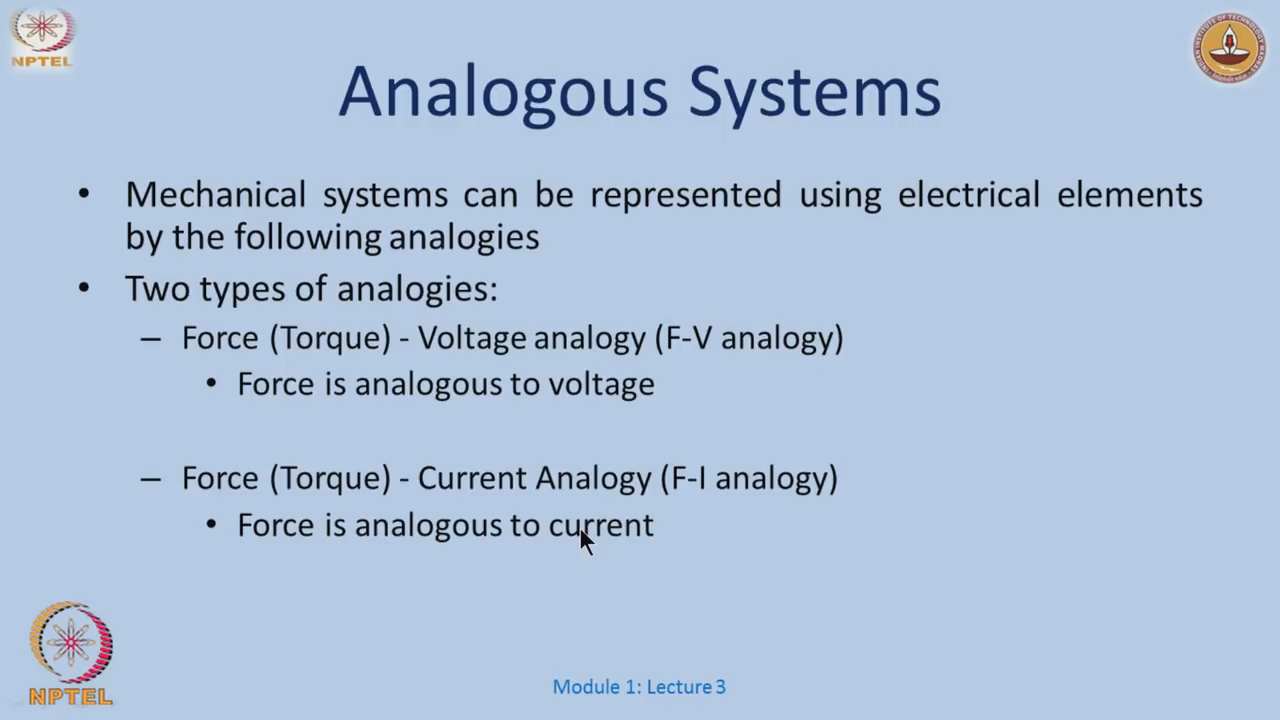 NPTEL
Analogous Systems
• Mechanical systems can be represented using electrical elements
by the following analogies
• Two types of analogies:
– Force (Torque) - Voltage analogy (F-V analogy)
• Force is analogous to voltage
– Force (Torque) - Current Analogy (F-I analogy)
• Force is analogous to current
NPTEL
Module 1: Lecture 3